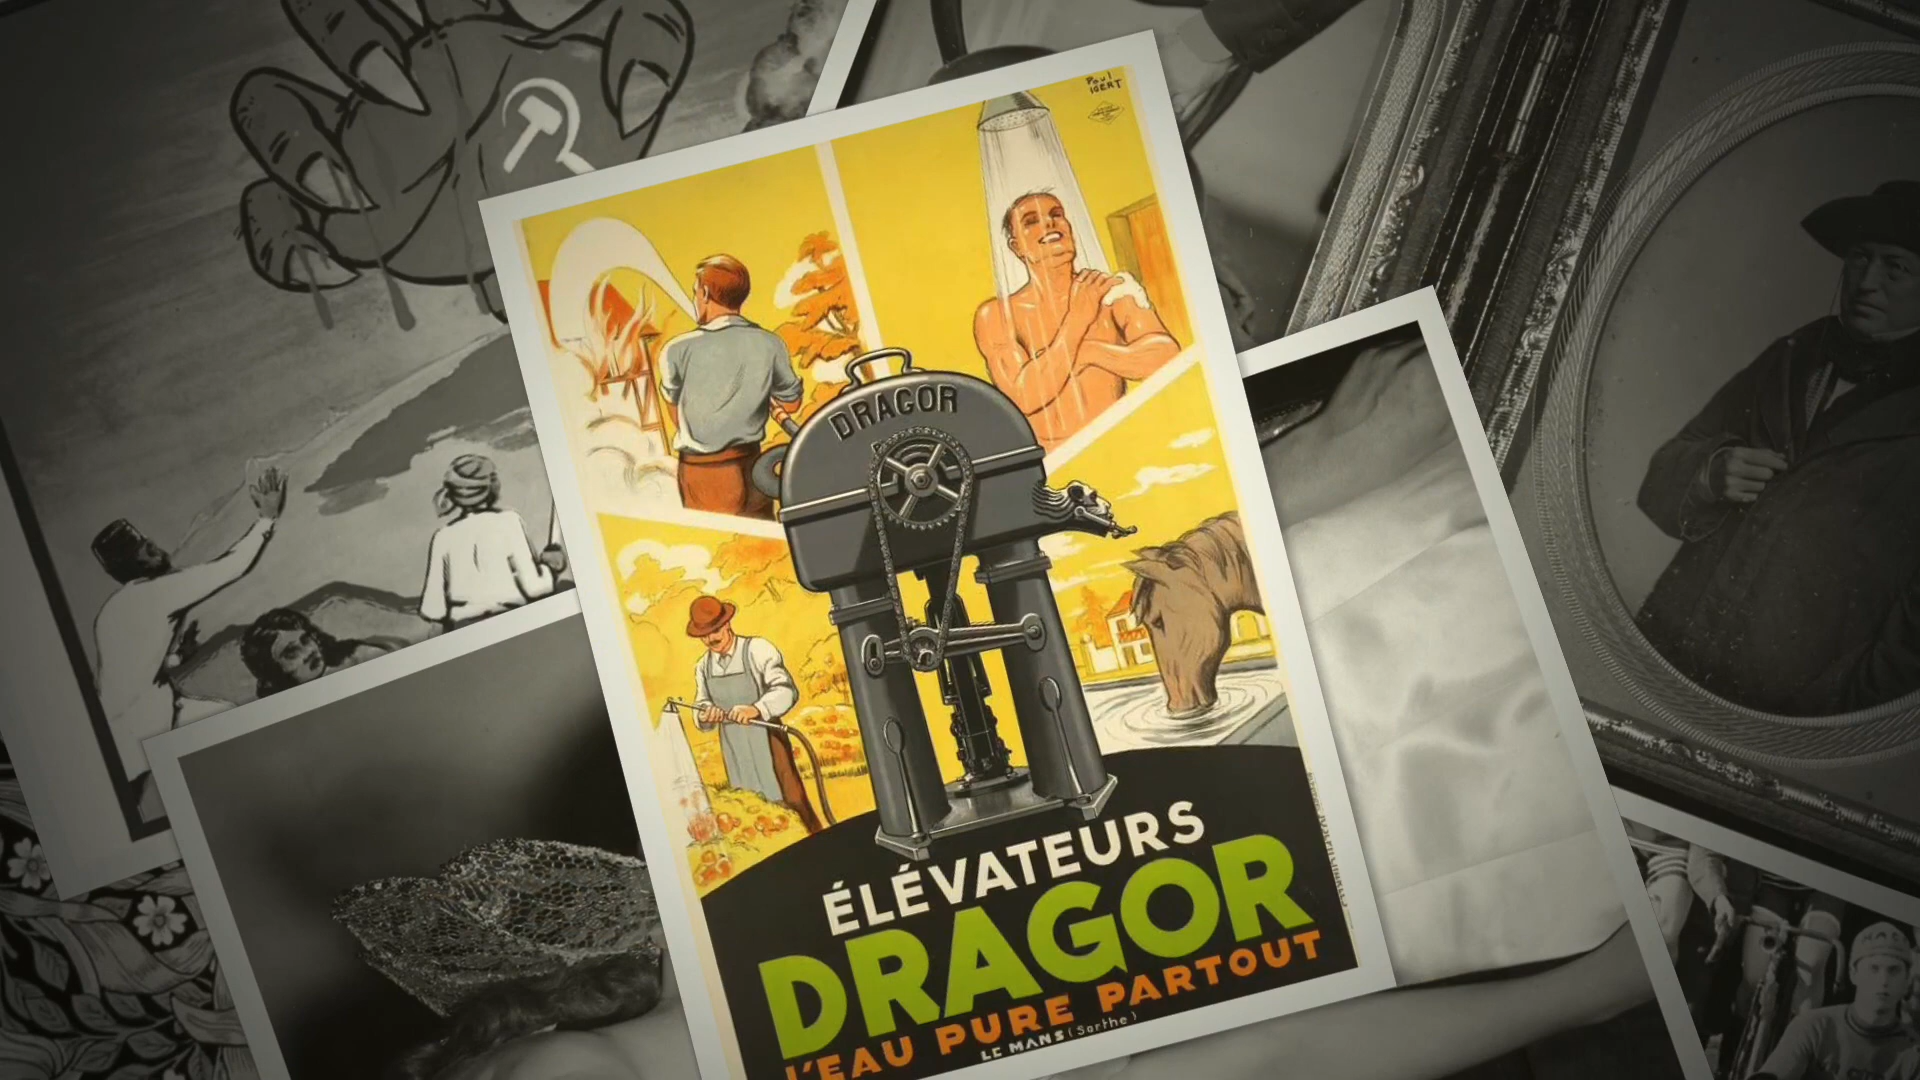 Paul
IGERT
DRAGOR
ÉLÉVATEURS
DRAGOR
L'EAU PURE PARTOUT
LE MANS (Sarthe)